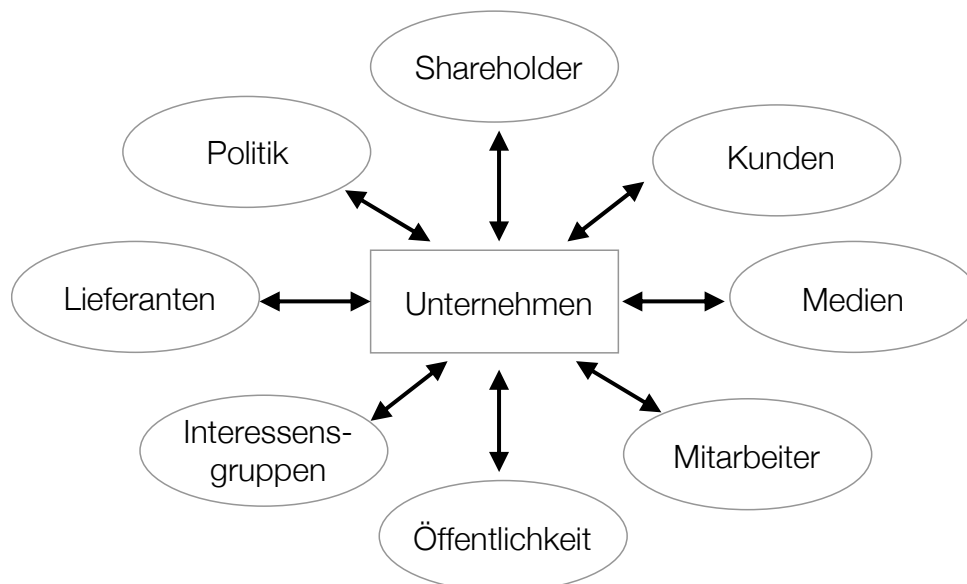 Shareholder
Politik
Kunden
Lieferanten
Unternehmen
Medien
Interessens-
gruppen
Mitarbeiter
Öffentlichkeit